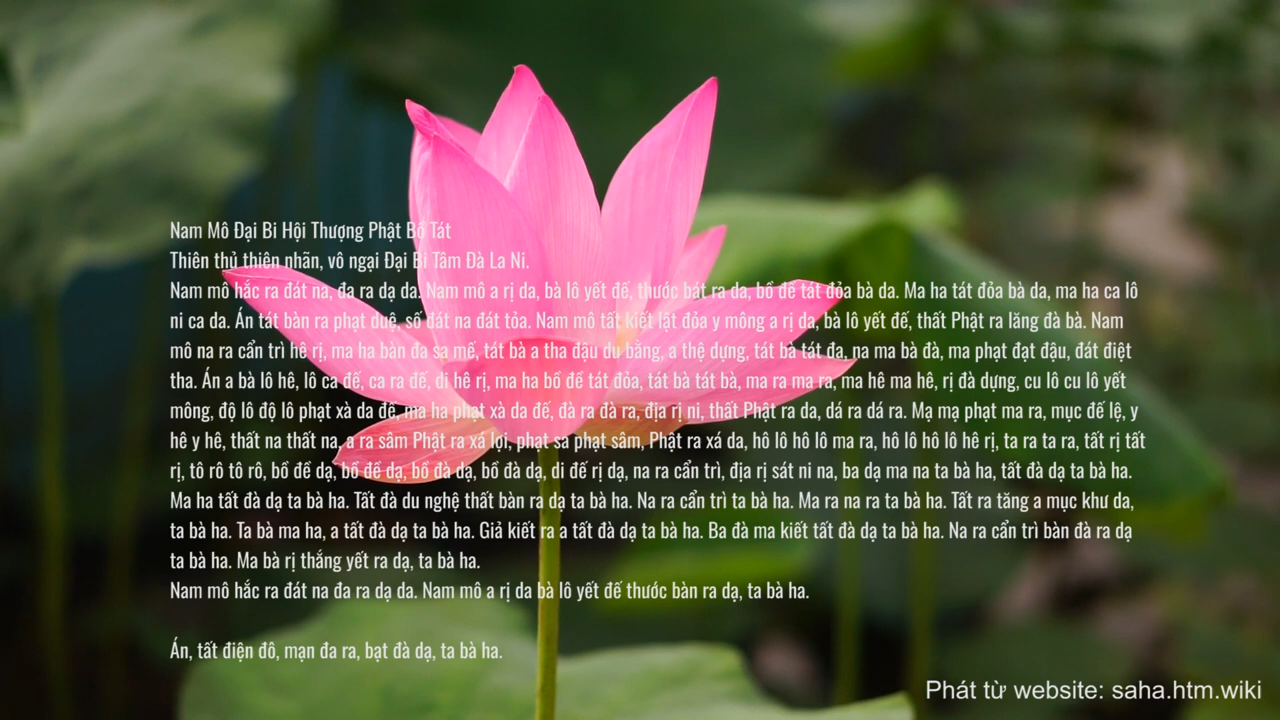 Nam Mô Đại Bi Hội Thượng Phật Bồ Tát
Thiên thủ thiên nhãn, vô ngại Đại Bi Tâm Đà La Ni.
Nam mô hắc ra đát na, đa ra dạ da. Nam mô a rị da, bà lô yết đế, thước bát ra da, bồ đề tát đỏa bà da. Ma ha tát đỏa bà da, ma ha ca lô
ni ca da. Án tát bàn ra phạt duệ, số đát na đát tỏa. Nam mô tất kiết lật đỏa y mông a rị da, bà lô yết đế, thất Phật ra lăng đà bà. Nam
mô na ra cẩn trì hê rị, ma ha bàn đa sa mế, tát bà a tha đậu du bằng, a thệ dựng, tát bà tát đa, na ma bà đà, ma phạt đạt đậu, đát điệt
tha. Án a bà lô hê, lô ca đế, ca ra đế, di hê rị, ma ha bồ đề tát đỏa, tát bà tát bà, ma ra ma ra, ma hê ma hê, rị đà dựng, cu lô cu lô yết
mông, độ lô độ lô phạt xà da đế, ma ha phạt xà da đế, đà ra đà ra, địa rị ni, thất Phật ra da, dá ra dá ra. Mạ mạ phạt ma ra, mục đế lệ, y
hê y hê, thất na thất na, a ra sâm Phật ra xá lợi, phạt sa phạt sâm, Phật ra xá da, hô lô hô lô ma ra, hô lô hô lô hê rị, ta ra ta ra, tất rị tất
rị, tô rô tô rô, bồ đề dạ, bồ đề dạ, bồ đà dạ, bồ đà dạ, di đế rị dạ, na ra cẩn trì, địa rị sát ni na, ba dạ ma na ta bà ha, tất đà dạ ta bà ha.
Ma ha tất đà dạ ta bà ha. Tất đà du nghệ thất bàn ra dạ ta bà ha. Na ra cẩn trì ta bà ha. Ma ra na ra ta bà ha. Tất ra tăng a mục khư da,
ta bà ha. Ta bà ma ha, a tất đà dạ ta bà ha. Giả kiết ra a tất đà dạ ta bà ha. Ba đà ma kiết tất đà dạ ta bà ha. Na ra cẩn trì bàn đà ra dạ
ta bà ha. Ma bà rị thắng yết ra dạ, ta bà ha.
Nam mô hắc ra đát na đa ra dạ da. Nam mô a rị da bà lô yết đế thước bàn ra dạ, ta bà ha.
Án, tất điện đô, mạn đa ra, bạt đà dạ, ta bà ha.
Phát từ website: saha.htm.wiki